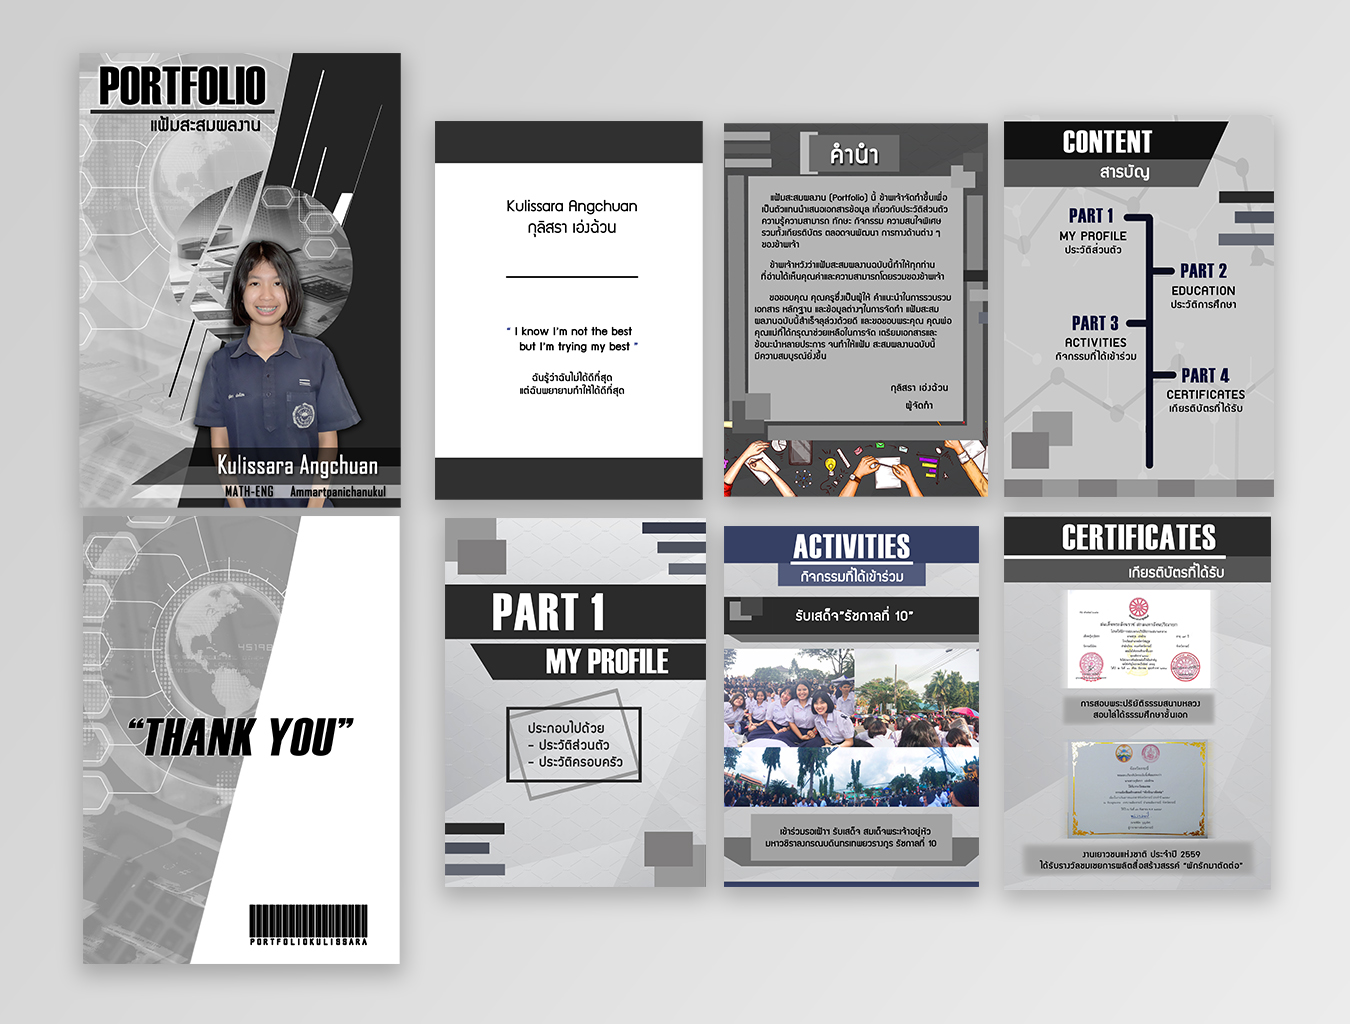 PORTFOLIO
แฟ้มสะสมผลงาน
Kulissara Angchuan
MATH-ENG Ammartpanichanukul
Kulissara Angchuan
กุลิสรา เอ่งฉ้วน
“ I know I’m not the best
but I’m trying my best ”
ฉันรู้ว่าฉันไม่ได้ดีที่สุด
แต่ฉันพยายามทำให้ได้ดีที่สุด
คำนำ
แฟ้มสะสมผลงาน (Portfolio) นี้ ข้าพเจ้าจัดทำขึ้นเพื่อ
เป็นตัวแทนนำเสนอเอกสารข้อมูล เกี่ยวกับประวัติส่วนตัว
ความรู้ความสามารถ ทักษะ กิจกรรม ความสนใจพิเศษ
รวมทั้งเกียรติบัตร ตลอดจนพัฒนา การทางด้านต่าง ๆ
ของข้าพเจ้า
ข้าพเจ้าหวังว่าแฟ้มสะสมผลงานฉบับนี้ทำให้ทุกท่าน
ที่อ่านได้เห็นคุณค่าและความสามารถโดยรวมของข้าพเจ้า
ขอขอบคุณ คุณครูซึ่งเป็นผู้ให้ คำแนะนำในการรวบรวม
เอกสาร หลักฐาน และข้อมูลต่างๆในการจัดทำ แฟ้มสะสม
ผลงานฉบับนี้สำเร็จลุล่วงด้วยดี และขอขอบพระคุณ คุณพ่อ
คุณแม่ที่ได้กรุณาช่วยเหลือในการจัด เตรียมเอกสารและ
ข้อแนะนำหลายประการ จนทำให้แฟ้ม สะสมผลงานฉบับนี้
มีความสมบูรณ์ยิ่งขึ้น
กุลิสรา เอ่งฉ้วน
ผู้จัดทำ
CONTENT
สารบัญ
PART 1
MY PROFILE
ประวัติส่วนตัว
PART 2
EDUCATION
ประวัติการศึกษา
PART 3
ACTIVITIES
กิจกรรมที่ได้เข้าร่วม
PART 4
CERTIFICATES
เกียรติบัตรที่ได้รับ
“THANK YOU”
PORTFOLIOKULISSARA
PART 1
MY PROFILE
ประกอบไปด้วย
- ประวัติส่วนตัว
- ประวัติครอบครัว
ACTIVITIES
กิจกรรมที่ได้เข้าร่วม
รับเสด็จ"รัชกาลที่ 10"
เข้าร่วมรอเฝ้าฯ รับเสด็จ สมเด็จพระเจ้าอยู่หัว
มหาวชิราลงกรณบดินทรเทพยวรางกูร รัชกาลที่ 10
CERTIFICATES
เกียรติบัตรที่ได้รับ
การสอบพระปริยัติธรรมสนามหลวง
สอบไล่ได้ธรรมศึกษาชั้นเอก
งานเยาวชนแห่งชาติ ประจำปี 2559
ได้รับรางวัลชมเชยการผลิตสื่อสร้างสรรค์ "พักรักมาตัดต่อ"